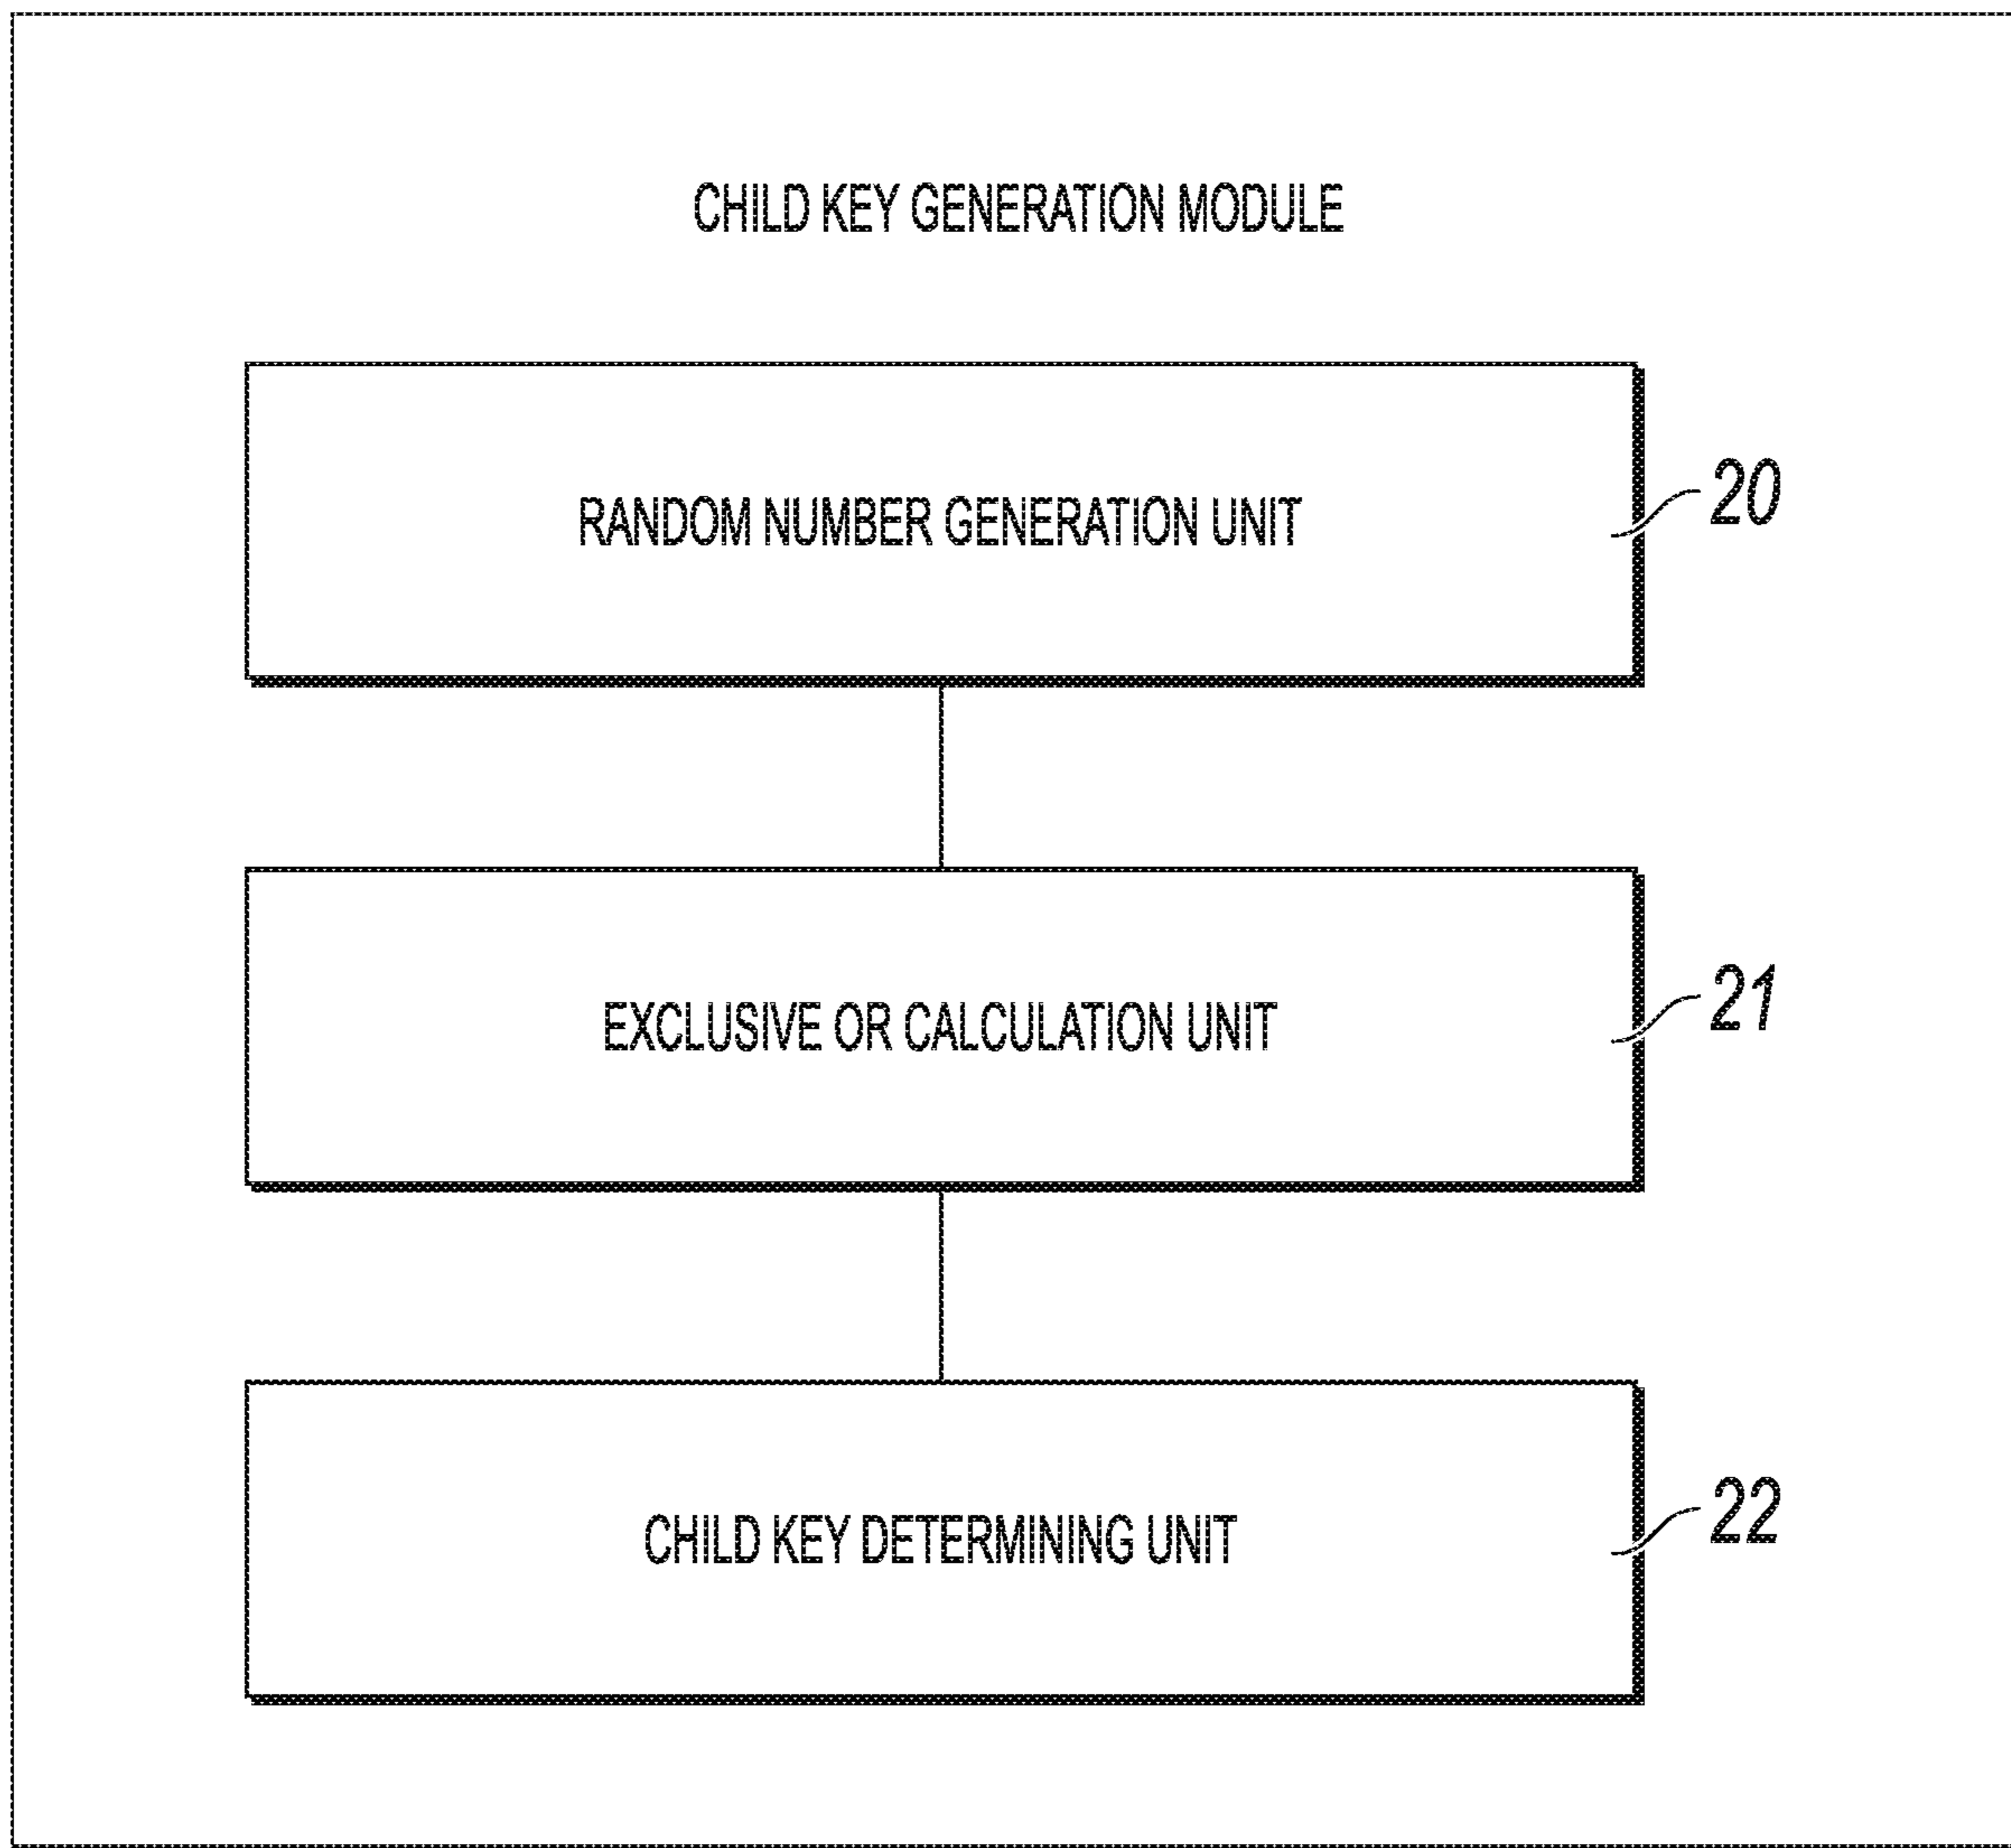 CHILD KEY GENERATION MODULE
RANDOM NUMBER GENERATION UNIT
20
EXCLUSIVE OR CALCULATION UNIT
21
CHILD KEY DETERMINING UNIT
22